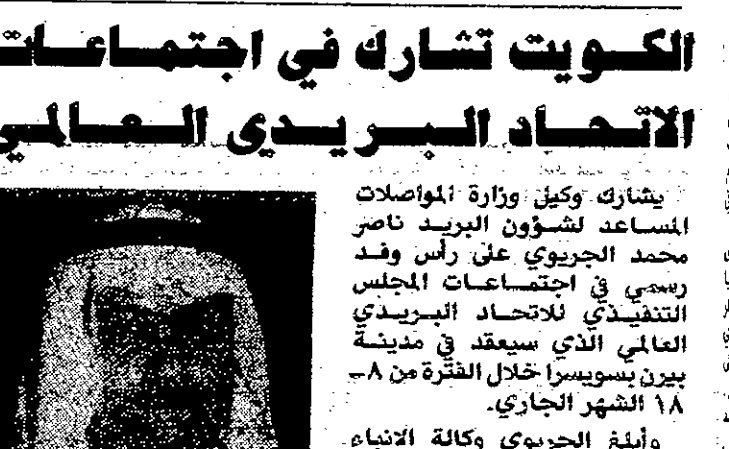 الكويت تشارك في اجتماعات
الاتحاد البريدي العالمي
يشارك وكيل وزارة المواصلات
المساعد لشؤون البريد ناصر
محمد الجريوي على رأس وفد
رسمي في اجتماعات المجلس
التنفيذي للاتحاد البريدي
العالمي الذي سيعقد في مدينة
بيرن بسويسرا خلال الفترة من ٨ –
١٨ الشهر الجاري.
وأبلغ الجريوي وكالة الانباء